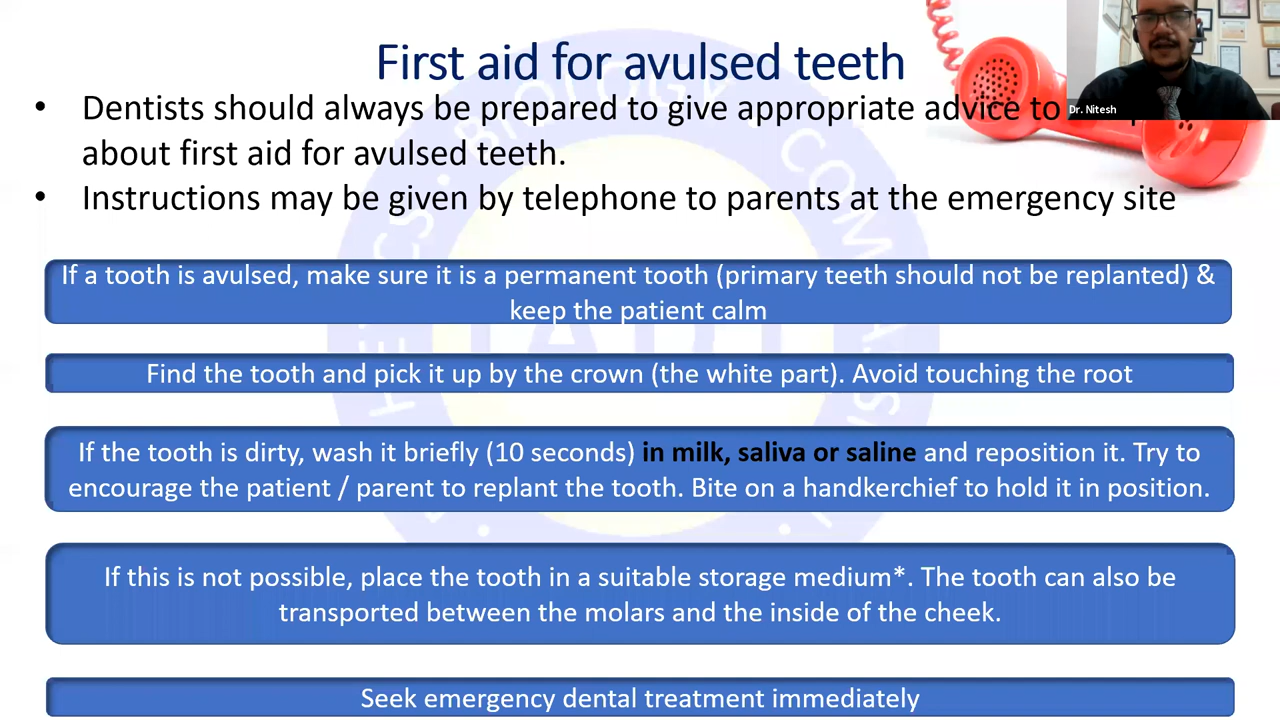 First aid for avulsed teeth
• Dentists should always be prepared to give appropriate advice to
about first aid for avulsed teeth.
• Instructions may be given by telephone to parents at the emergency site
Dr. Nitesh
If a tooth is avulsed, make sure it is a permanent tooth (primary teeth should not be replanted) &
keep the patient calm
Find the tooth and pick it up by the crown (the white part). Avoid touching the root
If the tooth is dirty, wash it briefly (10 seconds) in milk, saliva or saline and reposition it. Try to
encourage the patient / parent to replant the tooth. Bite on a handkerchief to hold it in position.
If this is not possible, place the tooth in a suitable storage medium*. The tooth can also be
transported between the molars and the inside of the cheek.
Seek emergency dental treatment immediately